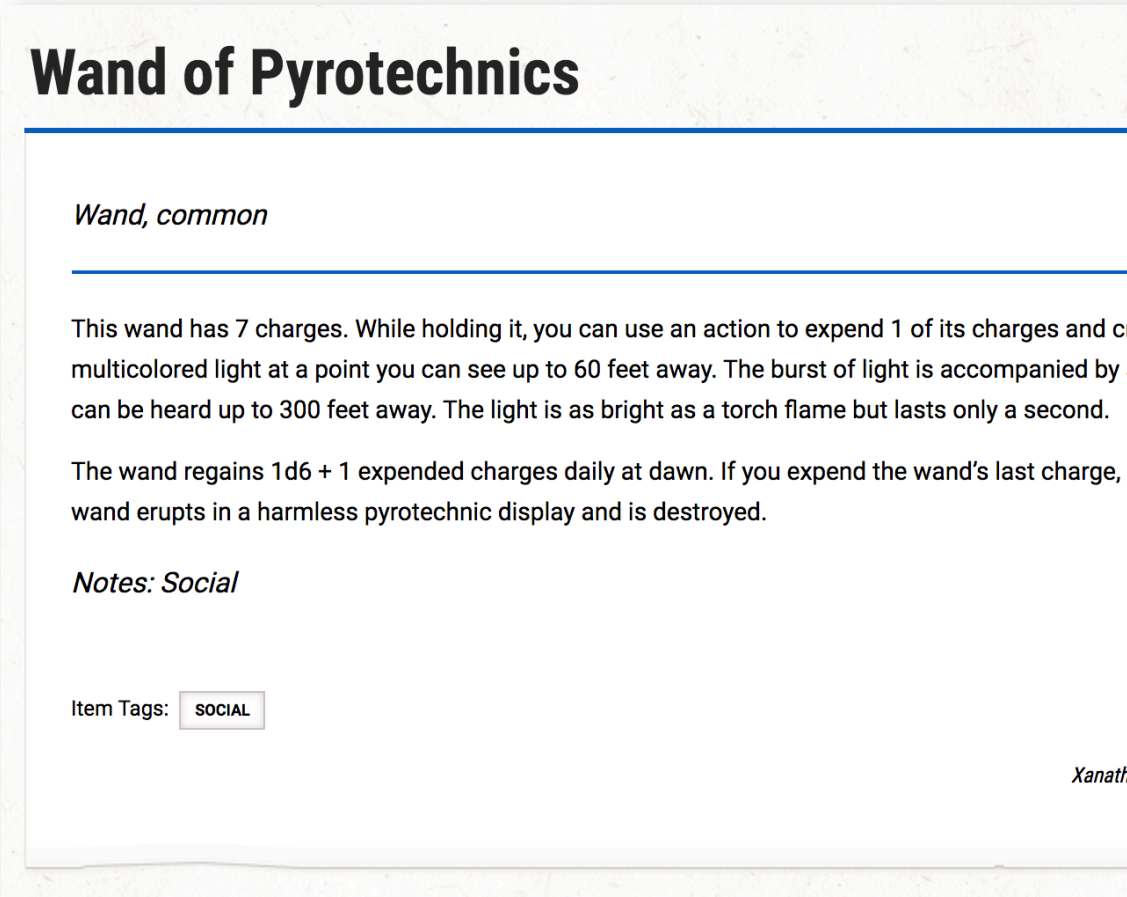 Wand of Pyrotechnics
Wand, common
This wand has 7 charges. While holding it, you can use an action to expend 1 of its charges and
multicolored light at a point you can see up to 60 feet away. The burst of light is accompanied by
can be heard up to 300 feet away. The light is as bright as a torch flame but lasts only a second.
The wand regains 1d6 + 1 expended charges daily at dawn. If you expend the wand’s last charge,
wand erupts in a harmless pyrotechnic display and is destroyed.
Notes: Social
Item Tags: SOCIAL
Xanath